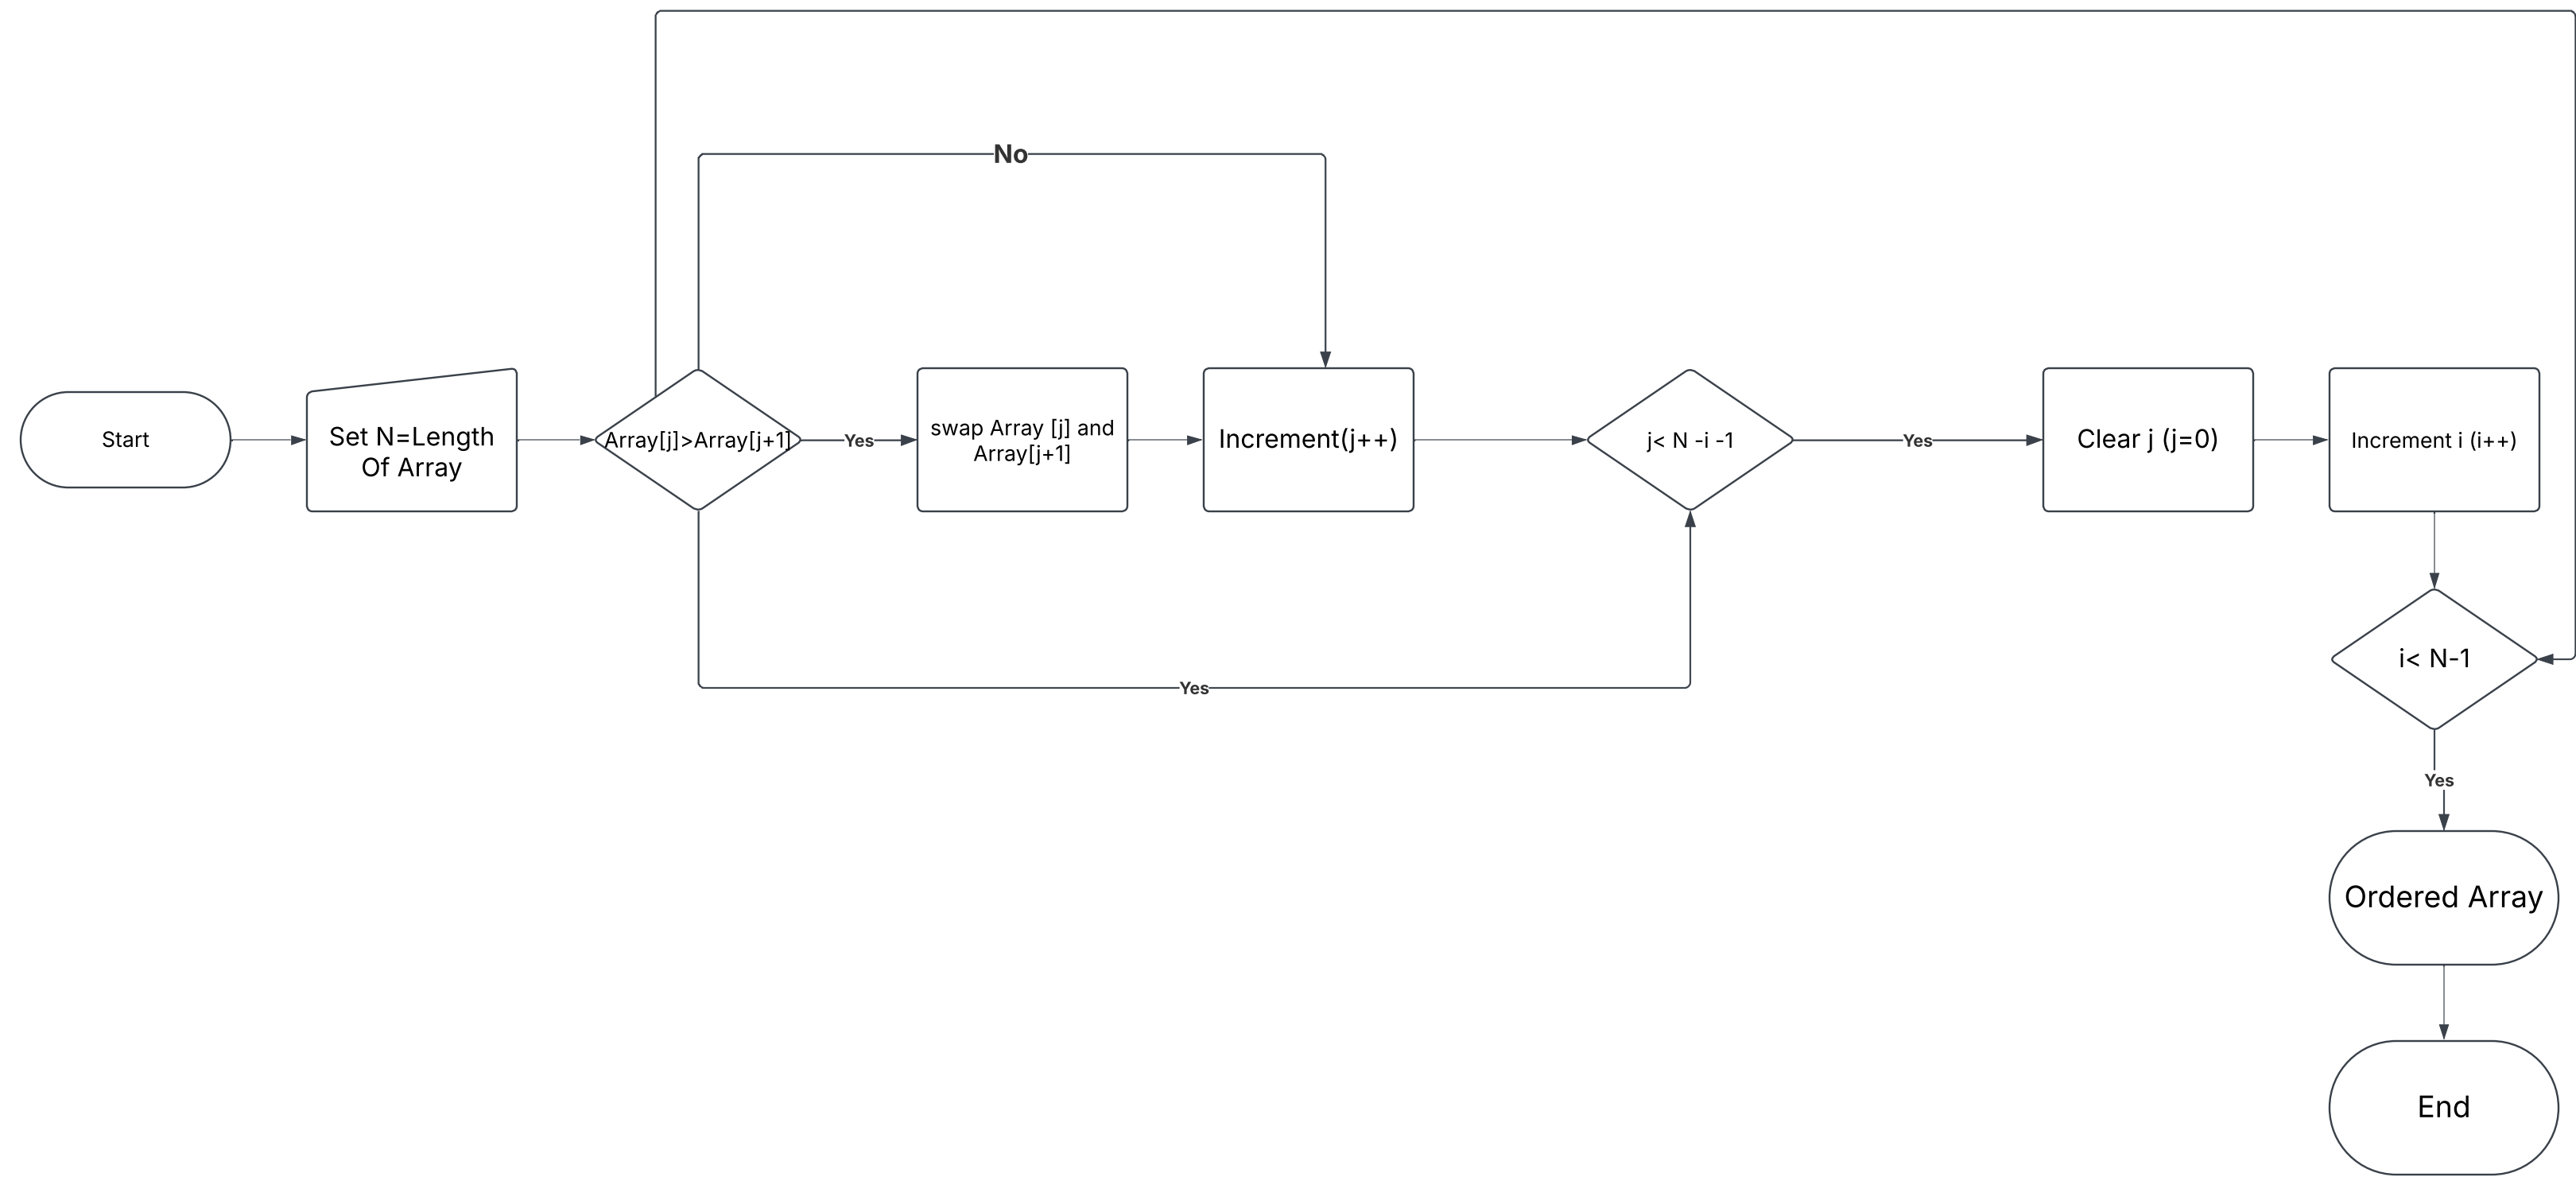 No
Start
Set N=Length
Of Array
Array[j]>Array[j+1]
Yes
swap Array [j] and
Array[j+1]
Increment(j++)
j< N -i -1
Yes
Clear j (j=0)
Increment i (i++)
Yes
i< N-1
Yes
Ordered Array
End